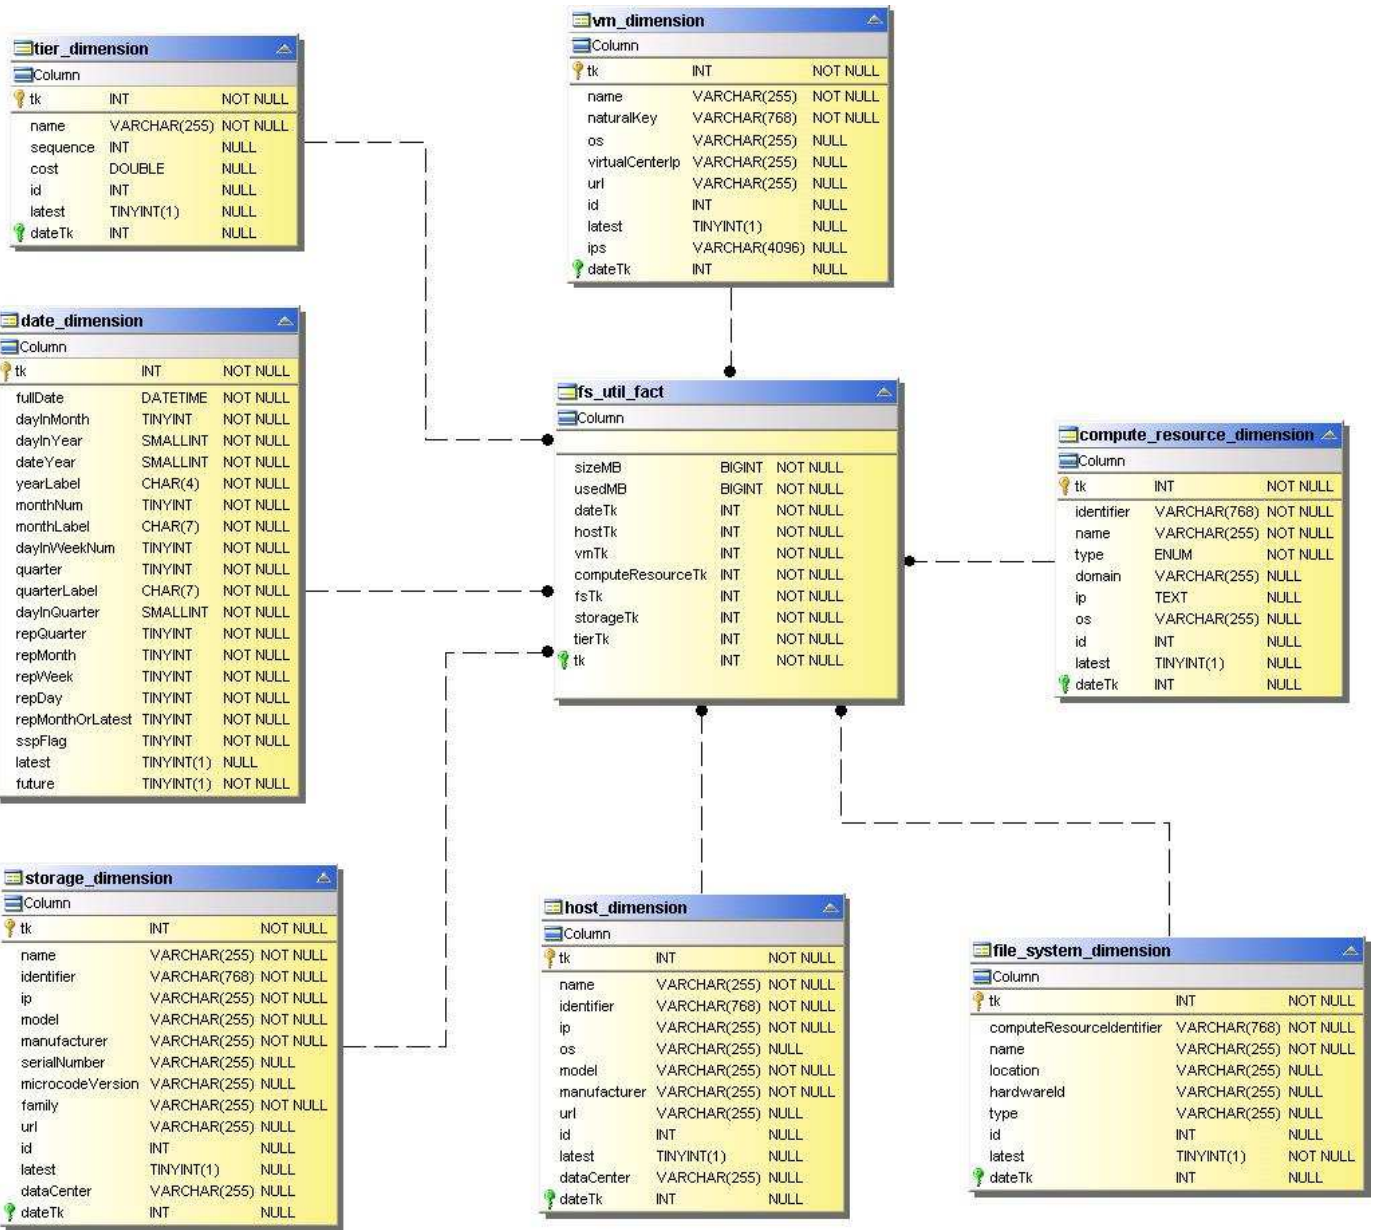 tier_dimension
Column
tk INT NOT NULL
name VARCHAR(255) NOT NULL
sequence INT NULL
cost DOUBLE NULL
id INT NULL
latest TINYINT(1) NULL
dateTk INT NULL
vm_dimension
Column
tk INT NOT NULL
name VARCHAR(255) NOT NULL
naturalKey VARCHAR(768) NOT NULL
os VARCHAR(255) NULL
virtualCenterIp VARCHAR(255) NULL
url VARCHAR(255) NULL
id INT NULL
latest TINYINT(1) NULL
ips VARCHAR(4096) NULL
dateTk INT NULL
date_dimension
Column
tk INT NOT NULL
fullDate DATETIME NOT NULL
dayInMonth TINYINT NOT NULL
dayInYear SMALLINT NOT NULL
dateYear SMALLINT NOT NULL
yearLabel CHAR(4) NOT NULL
monthNum TINYINT NOT NULL
monthLabel CHAR(7) NOT NULL
dayInWeekNum TINYINT NOT NULL
quarter TINYINT NOT NULL
quarterLabel CHAR(7) NOT NULL
dayInQuarter SMALLINT NOT NULL
repQuarter TINYINT NOT NULL
repMonth TINYINT NOT NULL
repWeek TINYINT NOT NULL
repDay TINYINT NOT NULL
repMonthOrLatest TINYINT NOT NULL
sspFlag TINYINT NOT NULL
latest TINYINT(1) NULL
future TINYINT(1) NOT NULL
fs_util_fact
Column
sizeMB BIGINT NOT NULL
usedMB BIGINT NOT NULL
dateTk INT NOT NULL
hostTk INT NOT NULL
vmTk INT NOT NULL
computeResourceTk INT NOT NULL
fsTk INT NOT NULL
storageTk INT NOT NULL
tierTk INT NOT NULL
tk INT NOT NULL
compute_resource_dimension
Column
tk INT NOT NULL
identifier VARCHAR(768) NOT NULL
name VARCHAR(255) NOT NULL
type ENUM NOT NULL
domain VARCHAR(255) NULL
ip TEXT NULL
os VARCHAR(255) NULL
id INT NULL
latest TINYINT(1) NULL
dateTk INT NULL
storage_dimension
Column
tk INT NOT NULL
name VARCHAR(255) NOT NULL
identifier VARCHAR(768) NOT NULL
ip VARCHAR(255) NOT NULL
model VARCHAR(255) NOT NULL
manufacturer VARCHAR(255) NOT NULL
serialNumber VARCHAR(255) NULL
microcodeVersion VARCHAR(255) NULL
family VARCHAR(255) NOT NULL
url VARCHAR(255) NULL
id INT NULL
latest TINYINT(1) NULL
dataCenter VARCHAR(255) NULL
dateTk INT NULL
host_dimension
Column
tk INT NOT NULL
name VARCHAR(255) NOT NULL
identifier VARCHAR(768) NOT NULL
ip VARCHAR(255) NOT NULL
os VARCHAR(255) NULL
model VARCHAR(255) NOT NULL
manufacturer VARCHAR(255) NOT NULL
url VARCHAR(255) NULL
id INT NULL
latest TINYINT(1) NULL
dataCenter VARCHAR(255) NULL
dateTk INT NULL
file_system_dimension
Column
tk INT NOT NULL
computeResourceIdentifier VARCHAR(768) NOT NULL
name VARCHAR(255) NOT NULL
location VARCHAR(255) NULL
hardwareId VARCHAR(255) NULL
type VARCHAR(255) NULL
id INT NULL
latest TINYINT(1) NOT NULL
dateTk INT NULL